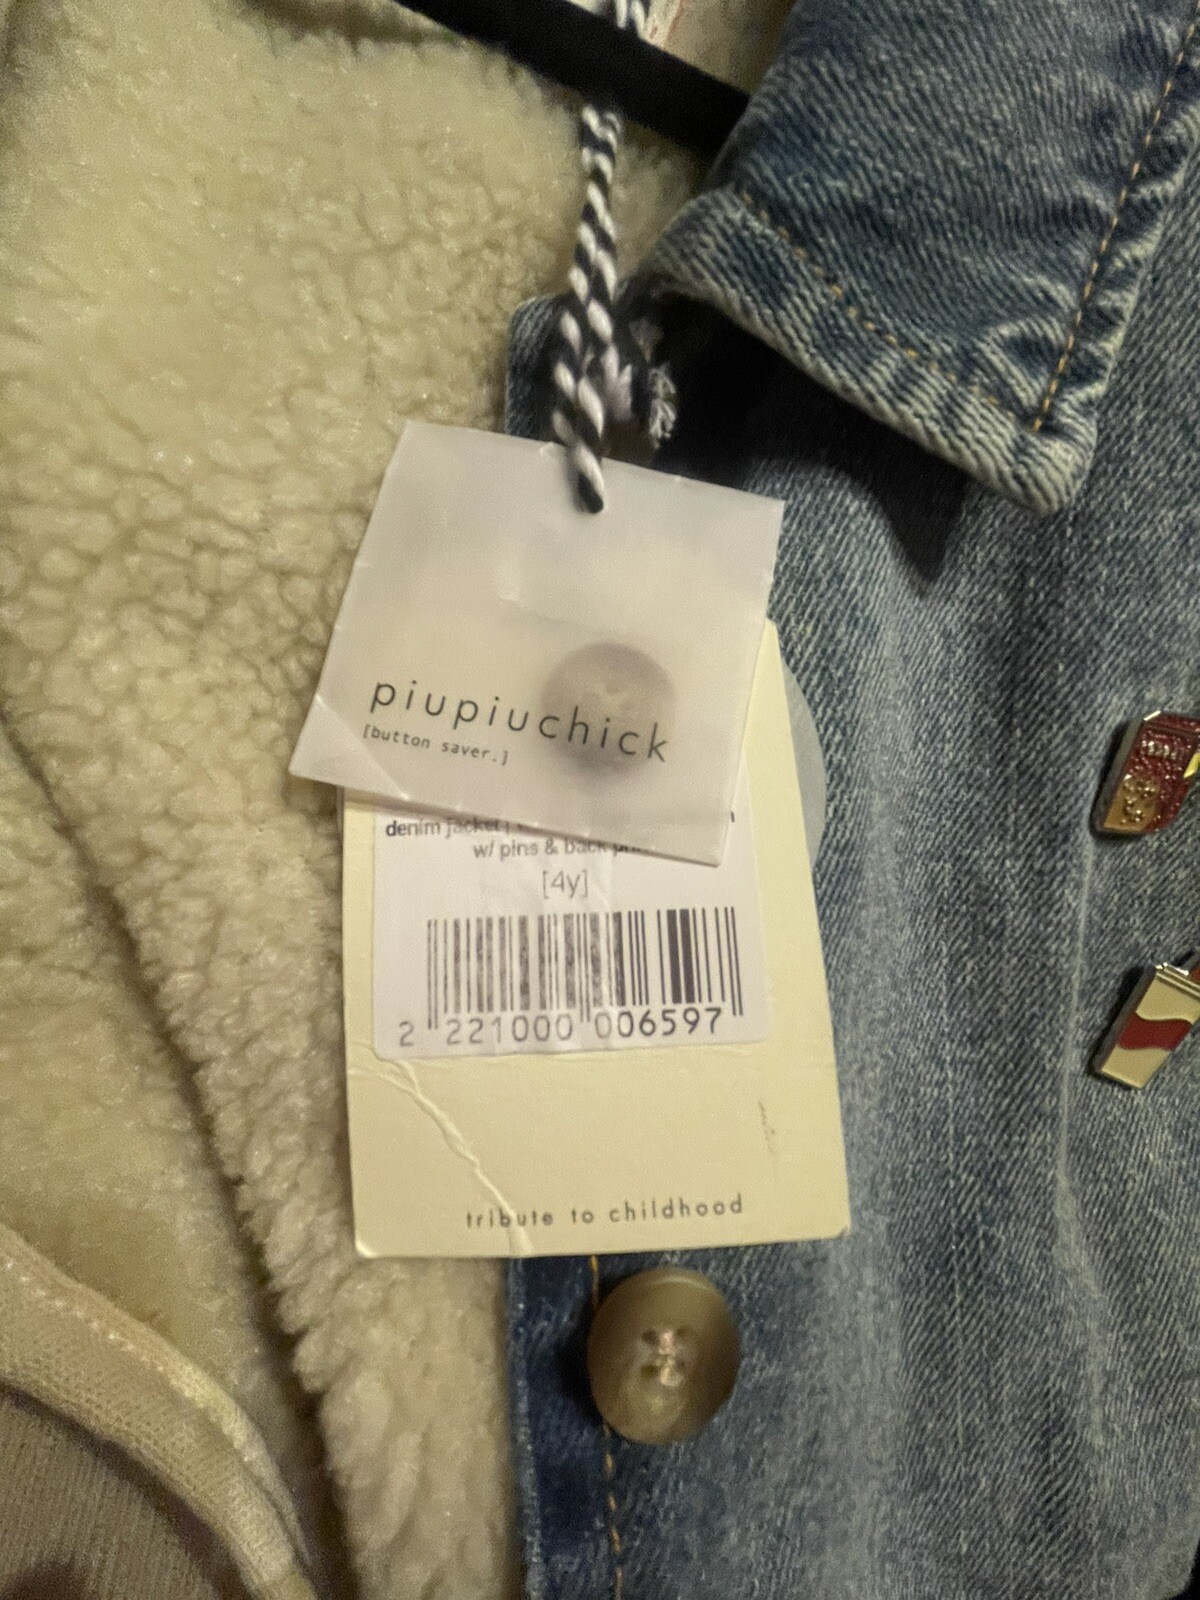 piupiuchick
[button saver.]
denim jacket
w/ pins & back
[4y]
2 221000 006597
tribute to childhood